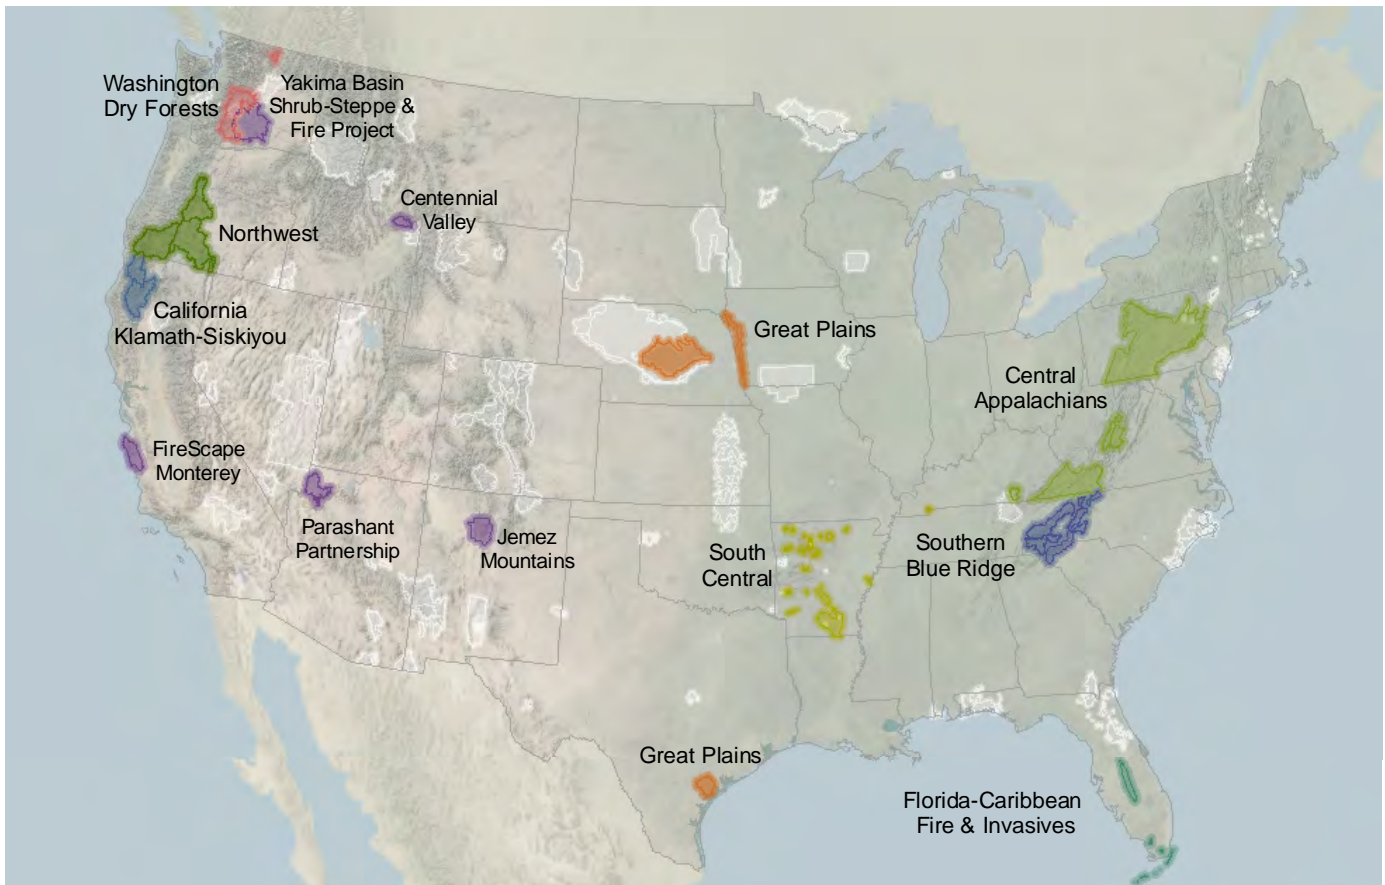 Washington
Dry Forests
Yakima Basin
Shrub-Steppe &
Fire Project
Centennial
Valley
Northwest
California
Klamath-Siskiyou
Great Plains
Central
Appalachians
FireScape
Monterey
Parashant
Partnership
Jemez
Mountains
South
Central
Southern
Blue Ridge
Great Plains
Florida-Caribbean
Fire & Invasives